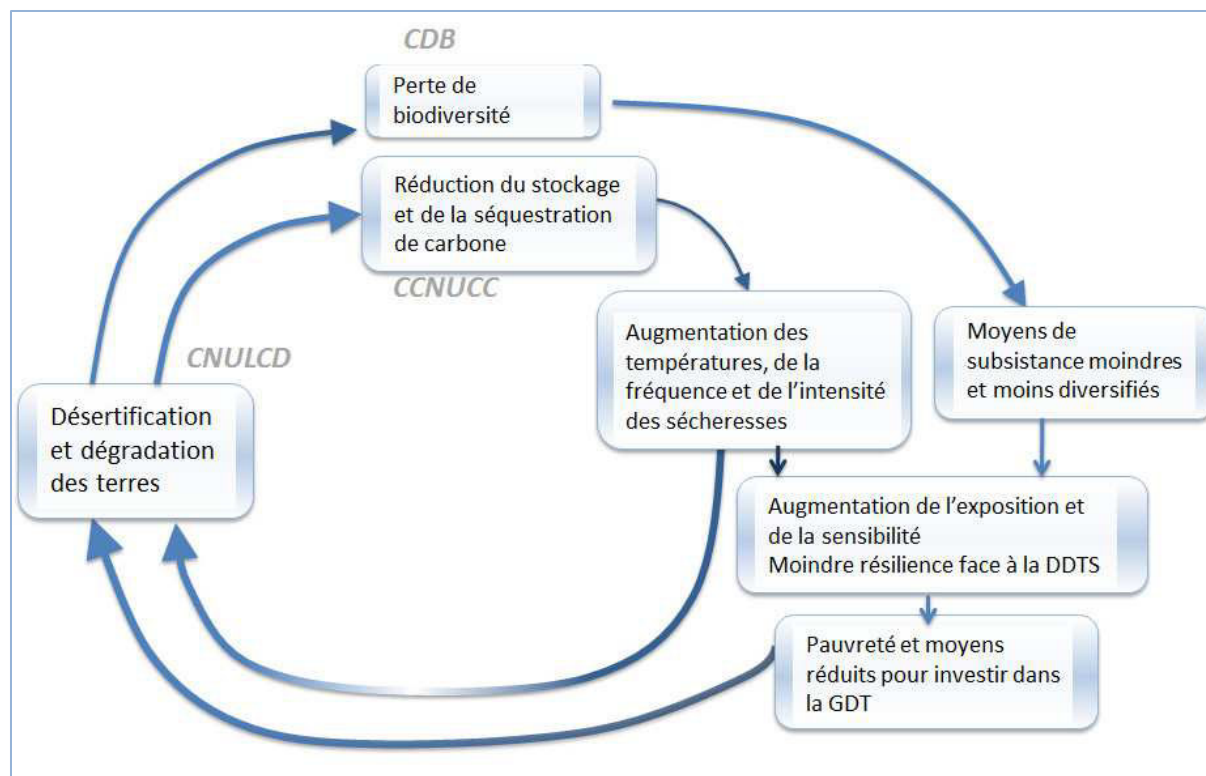 CDB
Perte de
biodiversité
Réduction du stockage
et de la séquestration
de carbone
CCNUCC
CNULCD
Désertification
et dégradation
des terres
Augmentation des
températures, de la
fréquence et de l’intensité
des sécheresses
Moyens de
subsistance moindres
et moins diversifiés
Augmentation de l’exposition et
de la sensibilité
Moindre résilience face à la DDTS
Pauvreté et moyens
réduits pour investir dans
la GDT